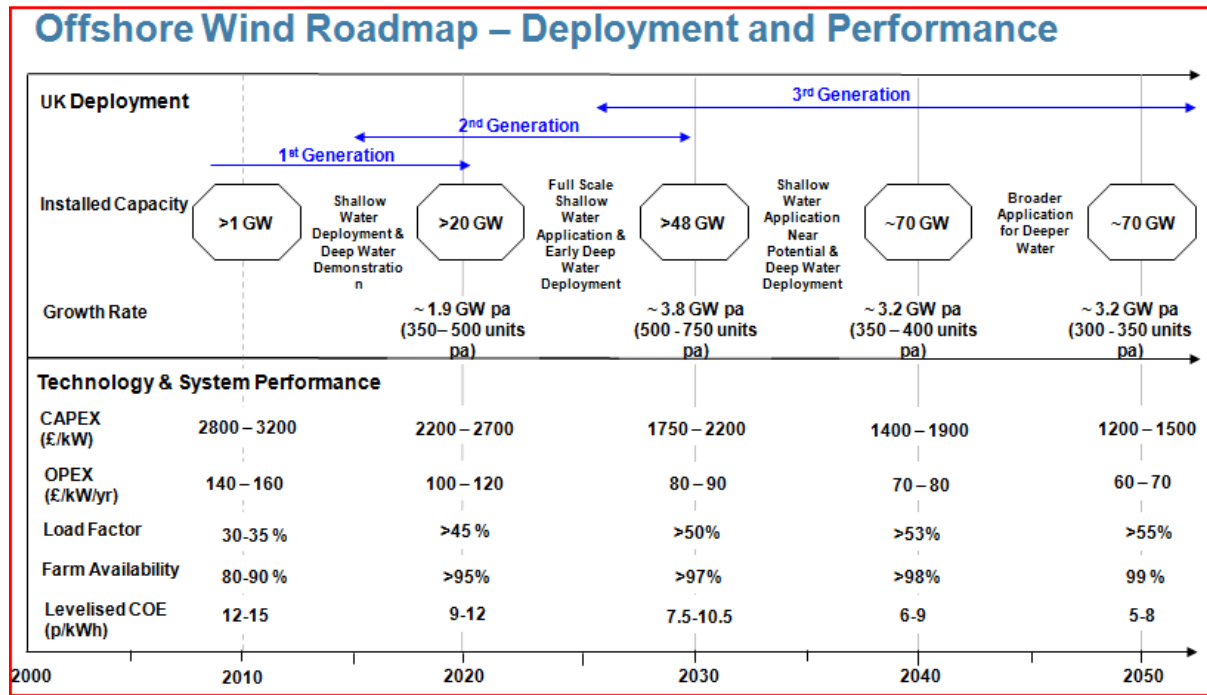 Offshore Wind Roadmap – Deployment and Performance
UK Deployment
3rd Generation
2nd Generation
1st Generation
Installed Capacity
>1 GW
Shallow
Water
Deployment &
Deep Water
Demonstratio
n
>20 GW
Full Scale
Shallow
Water
Application &
Early Deep
Water
Deployment
>48 GW
Shallow
Water
Application
Near
Potential &
Deep Water
Deployment
~70 GW
Broader
Application
for Deeper
Water
~70 GW
Growth Rate
~ 1.9 GW pa
(350– 500 units
pa)
~ 3.8 GW pa
(500 - 750 units
pa)
~ 3.2 GW pa
(350 – 400 units
pa)
~ 3.2 GW pa
(300 - 350 units
pa)
Technology & System Performance
CAPEX
(£/kW)
2800 – 3200
2200 – 2700
1750 – 2200
1400 – 1900
1200 – 1500
OPEX
(£/kW/yr)
140 – 160
100 – 120
80 – 90
70 – 80
60 – 70
Load Factor
30-35 %
>45 %
>50%
>53%
>55%
Farm Availability
80-90 %
>95%
>97%
>98%
99 %
Levelised COE
(p/kWh)
12-15
9-12
7.5-10.5
6-9
5-8
2000
2010
2020
2030
2040
2050